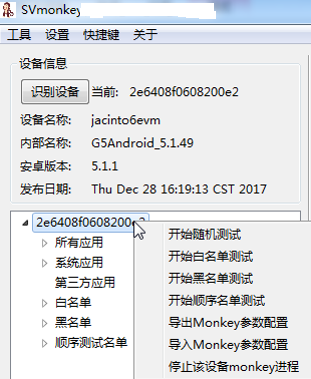 SVmonkey
工具 设置 快捷键 关于
设备信息
识别设备 当前: 2e6408f0608200e2
设备名称: jacinto6evm
内部名称: G5Android_5.1.49
安卓版本: 5.1.1
发布日期: Thu Dec 28 16:19:13 CST 2017
2e6408f0608200e2
所有应用
系统应用
第三方应用
白名单
黑名单
顺序测试名单
开始随机测试
开始白名单测试
开始黑名单测试
开始顺序名单测试
导出Monkey参数配置
导入Monkey参数配置
停止该设备monkey进程